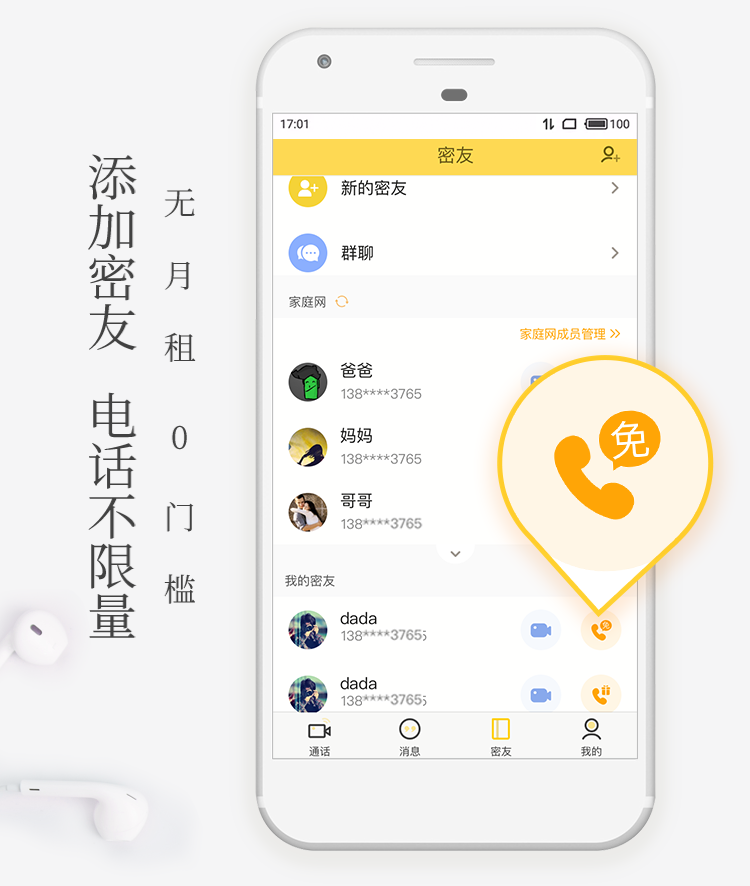 添加密友 电话不限量
无月租0门槛
17:01
100
密友
新的密友
群聊
家庭网
家庭网成员管理
爸爸
138****3765
妈妈
138****3765
哥哥
138****3765
免
我的密友
dada
138****3765
免
dada
138****3765
通话
消息
密友
我的